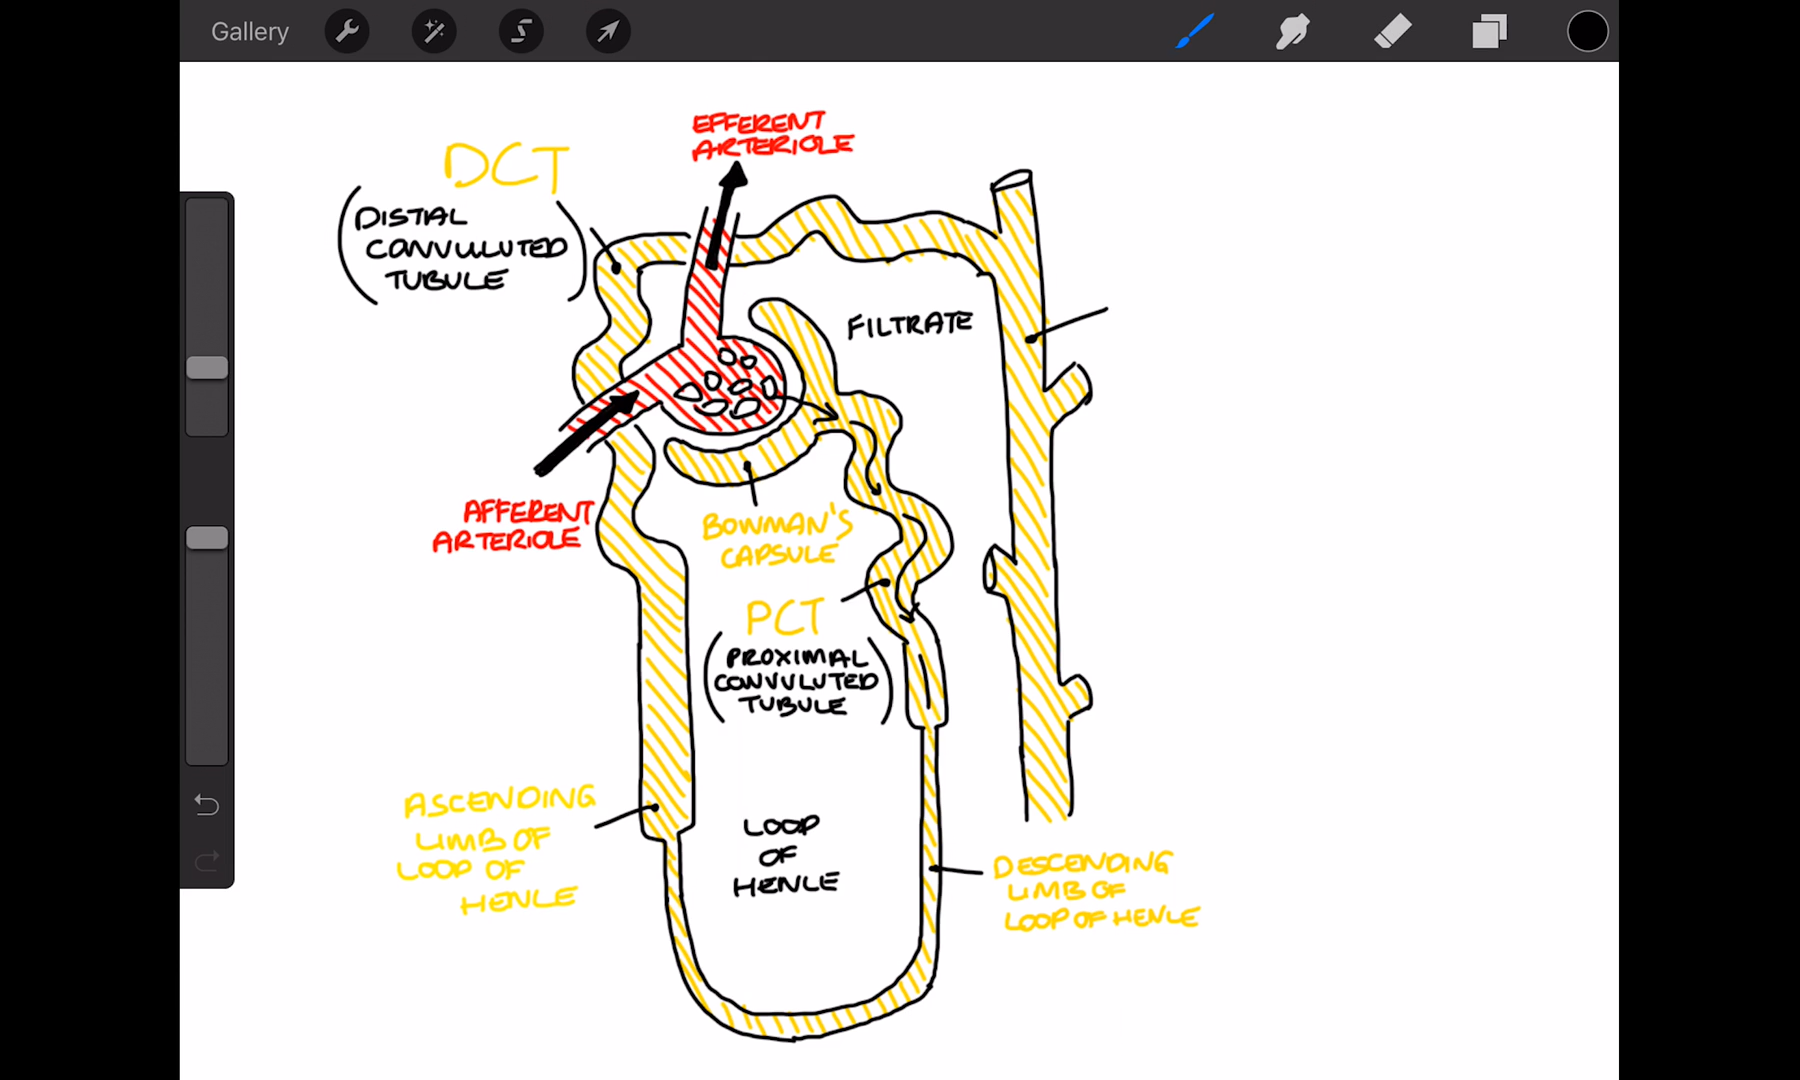 Gallery
EFFERENT
ARTERIOLE
DCT
(DISTAL
CONVULUTED
TUBULE)
FILTRATE
AFFERENT
ARTERIOLE
BOWMAN'S
CAPSULE
PCT
(PROXIMAL
CONVULUTED
TUBULE)
ASCENDING
LIMB OF
LOOP OF
HENLE
LOOP
OF
HENLE
DESCENDING
LIMB OF
LOOP OF HENLE